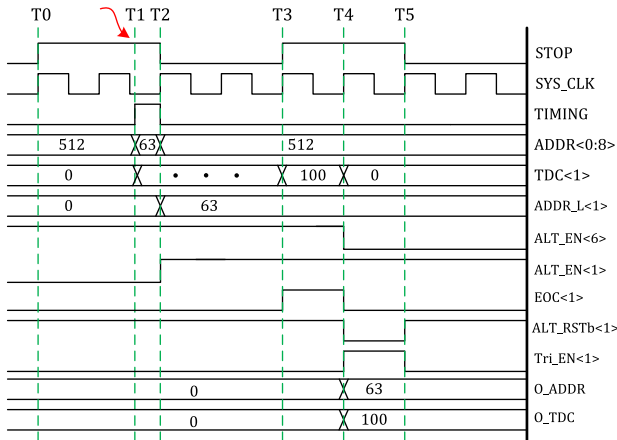 T0 T1 T2 T3 T4 T5
STOP
SYS_CLK
TIMING
512 63 512 ADDR<0:8>
0 • • • 100 0 TDC<1>
0 63 ADDR_L<1>
ALT_EN<6>
ALT_EN<1>
EOC<1>
ALT_RSTb<1>
Tri_EN<1>
0 63 O_ADDR
0 100 O_TDC